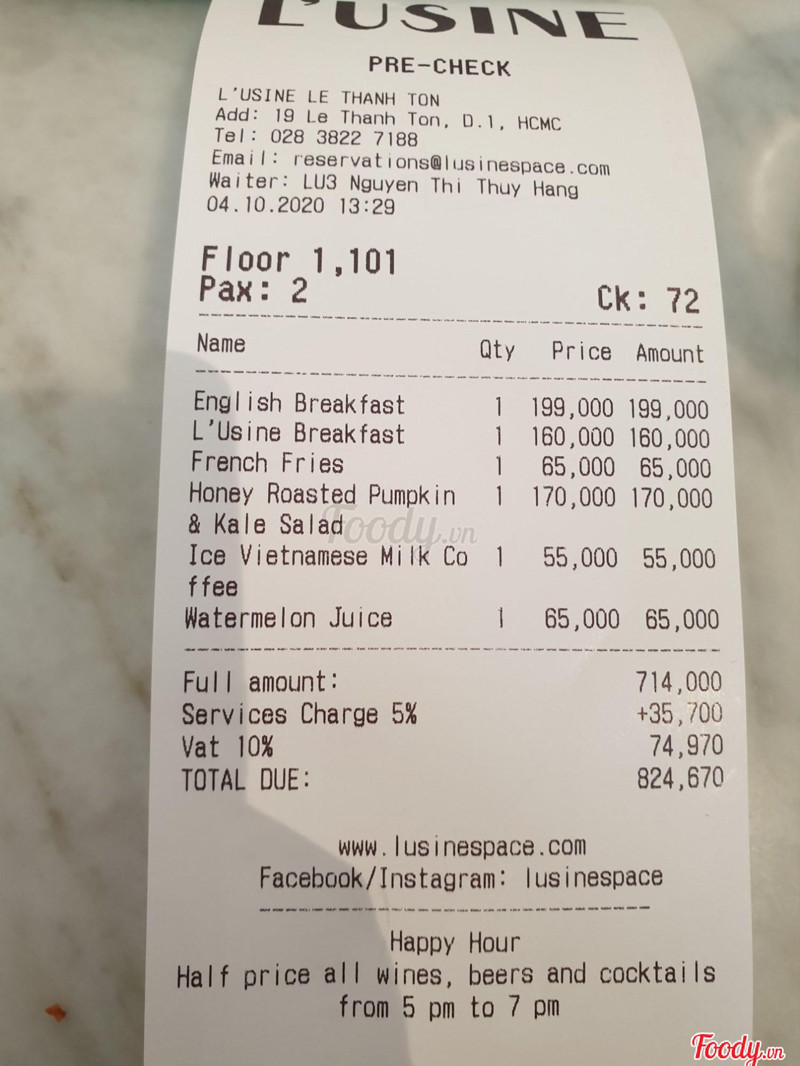 L'USINE
PRE-CHECK
L'USINE LE THANH TON
Add: 19 Le Thanh Ton, D.1, HCMC
Tel: 028 3822 7188
Email: reservations@lusinespace.com
Waiter: LU3 Nguyen Thi Thuy Hang
04.10.2020 13:29
Floor 1,101
Pax: 2 Ck: 72
Name Qty Price Amount
English Breakfast 1 199,000 199,000
L'Usine Breakfast 1 160,000 160,000
French Fries 1 65,000 65,000
Honey Roasted Pumpkin 1 170,000 170,000
& Kale Salad
Foody.vn
Ice Vietnamese Milk Co 1 55,000 55,000
ffee
Watermelon Juice 1 65,000 65,000
Full amount: 714,000
Services Charge 5% +35,700
Vat 10% 74,970
TOTAL DUE: 824,670
www.lusinespace.com
Facebook/Instagram: lusinespace
Happy Hour
Half price all wines, beers and cocktails
from 5 pm to 7 pm
Foody.vn